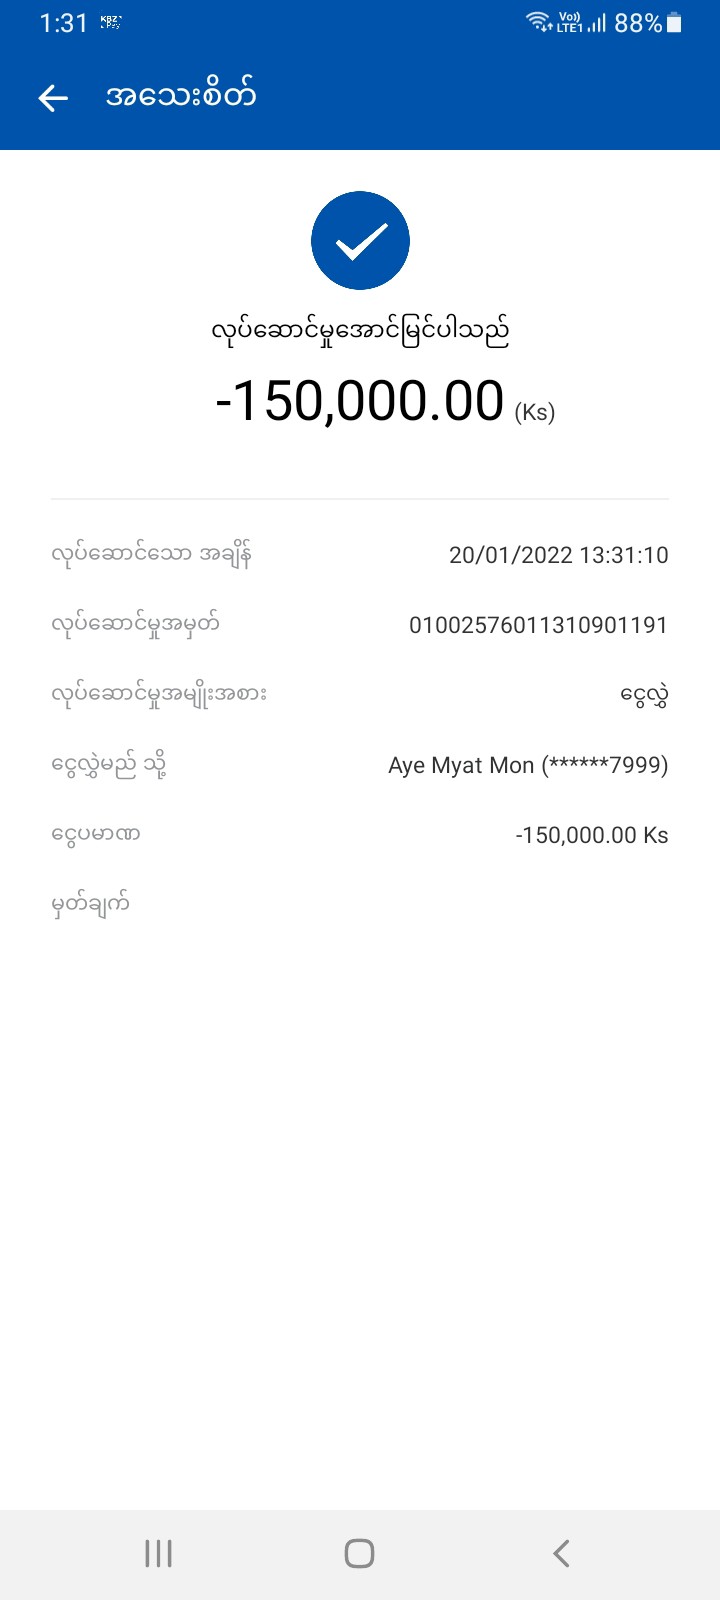 1:31 KBZ Pay Vo)) LTE1 88%
အသေးစိတ်
လုပ်ဆောင်မှုအောင်မြင်ပါသည်
-150,000.00 (Ks)
လုပ်ဆောင်သော အချိန် 20/01/2022 13:31:10
လုပ်ဆောင်မှုအမှတ် 01002576011310901191
လုပ်ဆောင်မှုအမျိုးအစား ငွေလွှဲ
ငွေလွှဲမည် သို့ Aye Myat Mon (******7999)
ငွေပမာဏ -150,000.00 Ks
မှတ်ချက်